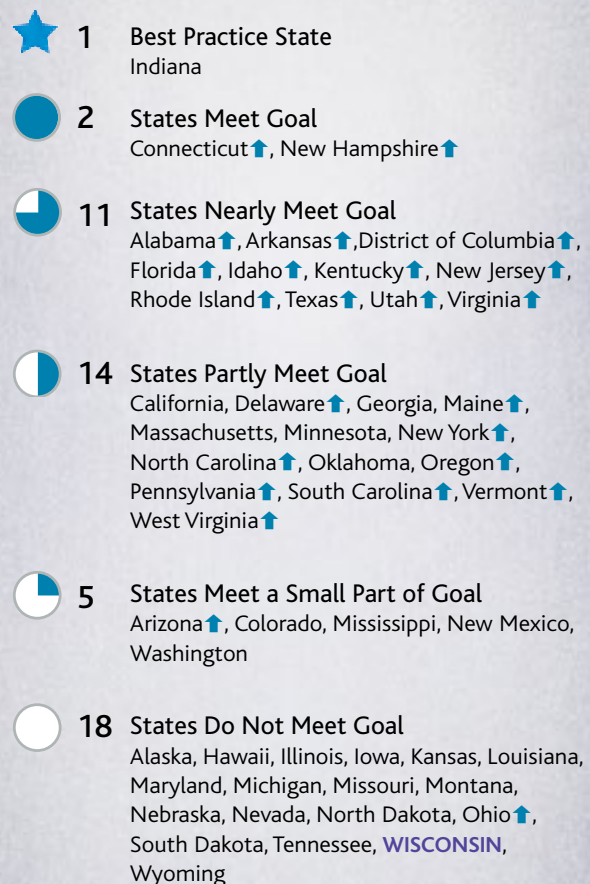 1 Best Practice State
Indiana
2 States Meet Goal
Connecticut⬆, New Hampshire⬆
11 States Nearly Meet Goal
Alabama⬆, Arkansas⬆,District of Columbia⬆,
Florida⬆, Idaho⬆, Kentucky⬆, New Jersey⬆,
Rhode Island⬆, Texas⬆, Utah⬆, Virginia⬆
14 States Partly Meet Goal
California, Delaware⬆, Georgia, Maine⬆,
Massachusetts, Minnesota, New York⬆,
North Carolina⬆, Oklahoma, Oregon⬆,
Pennsylvania⬆, South Carolina⬆, Vermont⬆,
West Virginia⬆
5 States Meet a Small Part of Goal
Arizona⬆, Colorado, Mississippi, New Mexico,
Washington
18 States Do Not Meet Goal
Alaska, Hawaii, Illinois, Iowa, Kansas, Louisiana,
Maryland, Michigan, Missouri, Montana,
Nebraska, Nevada, North Dakota, Ohio⬆,
South Dakota, Tennessee, WISCONSIN,
Wyoming